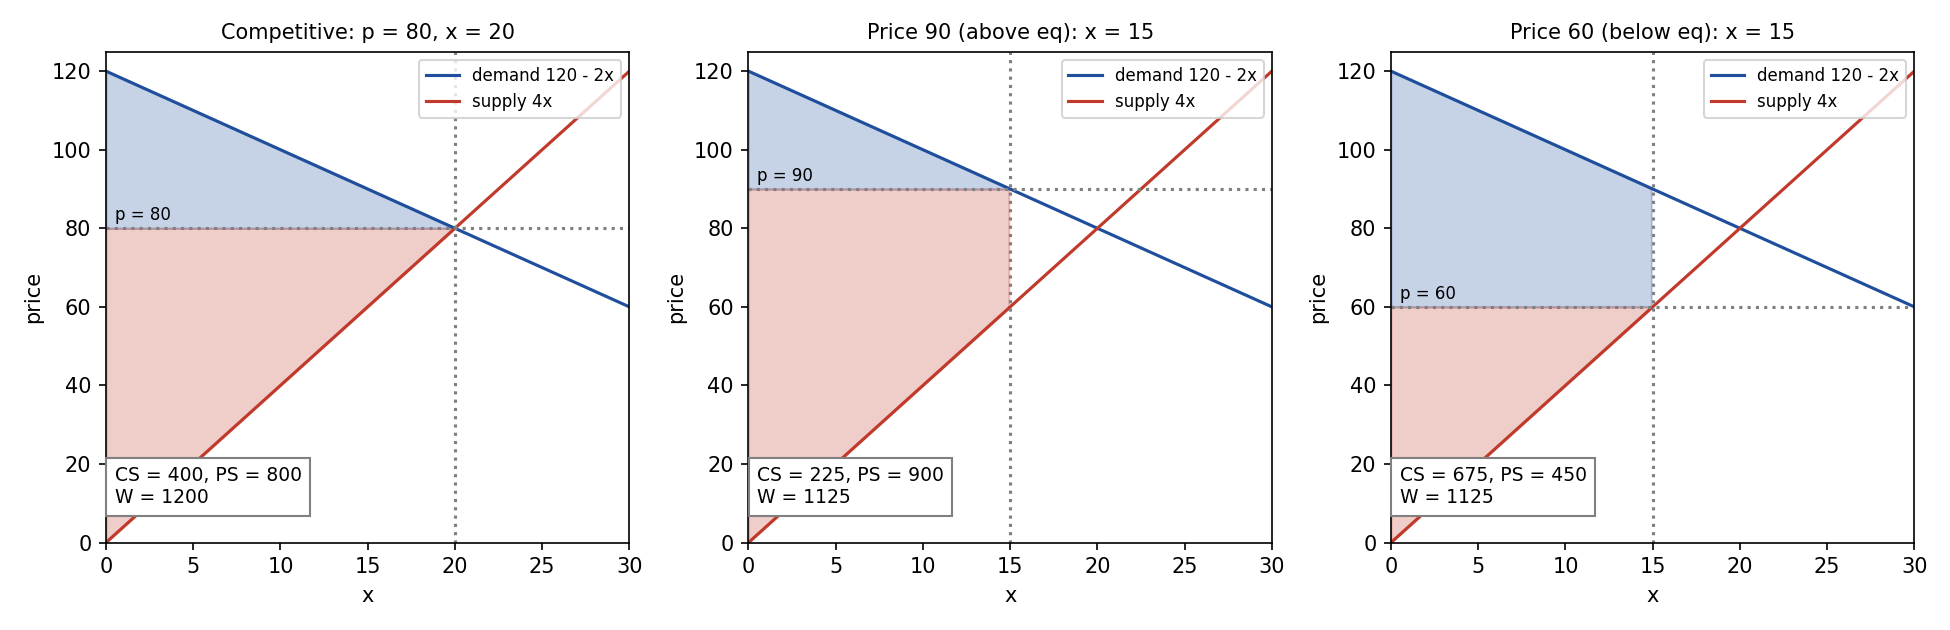 Competitive: p = 80, x = 20
120
100
80
60
40
20
0
price
demand 120 - 2x
supply 4x
p = 80
CS = 400, PS = 800
W = 1200
0 5 10 15 20 25 30
x
Price 90 (above eq): x = 15
120
100
80
60
40
20
0
price
demand 120 - 2x
supply 4x
p = 90
CS = 225, PS = 900
W = 1125
0 5 10 15 20 25 30
x
Price 60 (below eq): x = 15
120
100
80
60
40
20
0
price
demand 120 - 2x
supply 4x
p = 60
CS = 675, PS = 450
W = 1125
0 5 10 15 20 25 30
x